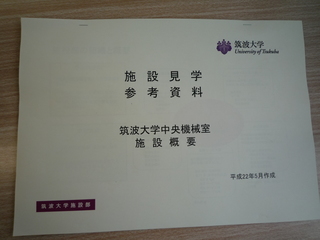 筑波大学
University of Tsukuba
施設見学
参考資料
筑波大学中央機械室
施設概要
平成22年5月作成
筑波大学施設部